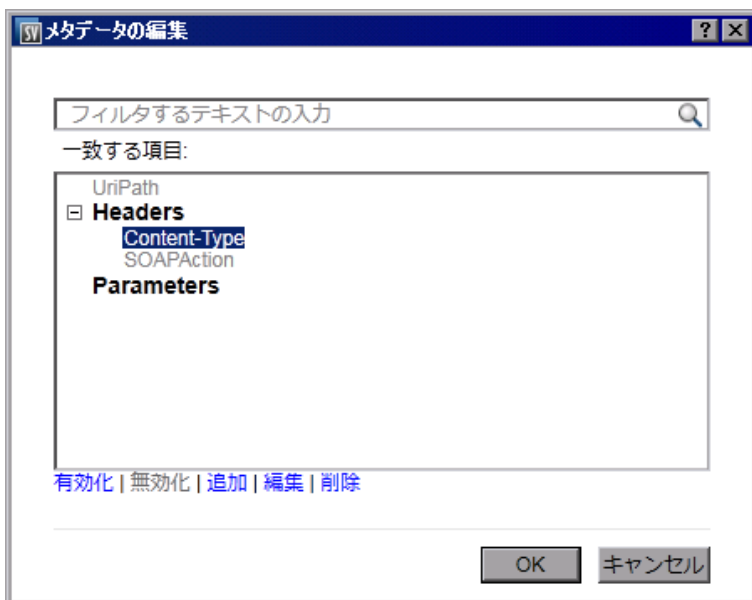 SV メタデータの編集 ? X
フィルタするテキストの入力
一致する項目:
UriPath
Headers
Content-Type
SOAPAction
Parameters
有効化 | 無効化 | 追加 | 編集 | 削除
OK キャンセル